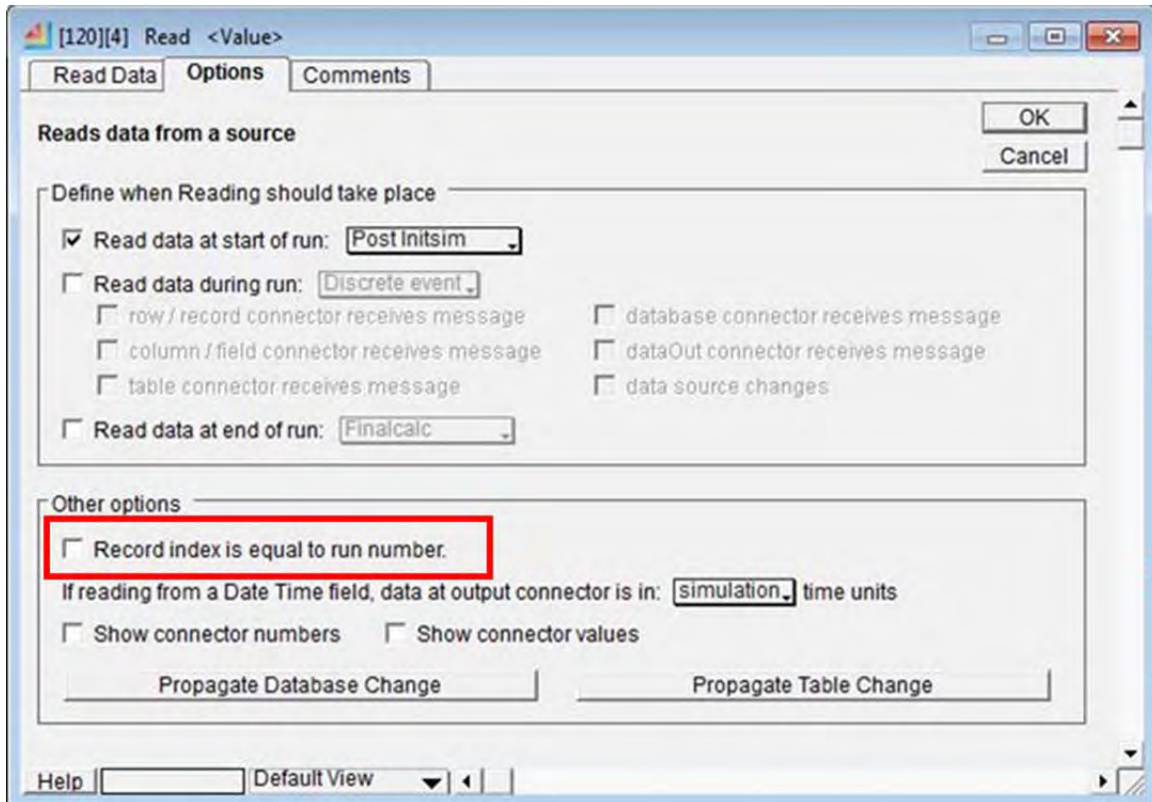 [120][4] Read <Value>
Read Data Options Comments
OK
Reads data from a source
Cancel
Define when Reading should take place
Read data at start of run: Post Initsim
Read data during run: Discrete event
row / record connector receives message database connector receives message
column / field connector receives message dataOut connector receives message
table connector receives message data source changes
Read data at end of run: Finalcalc
Other options
Record index is equal to run number.
If reading from a Date Time field, data at output connector is in: simulation time units
Show connector numbers Show connector values
Propagate Database Change Propagate Table Change
Help Default View